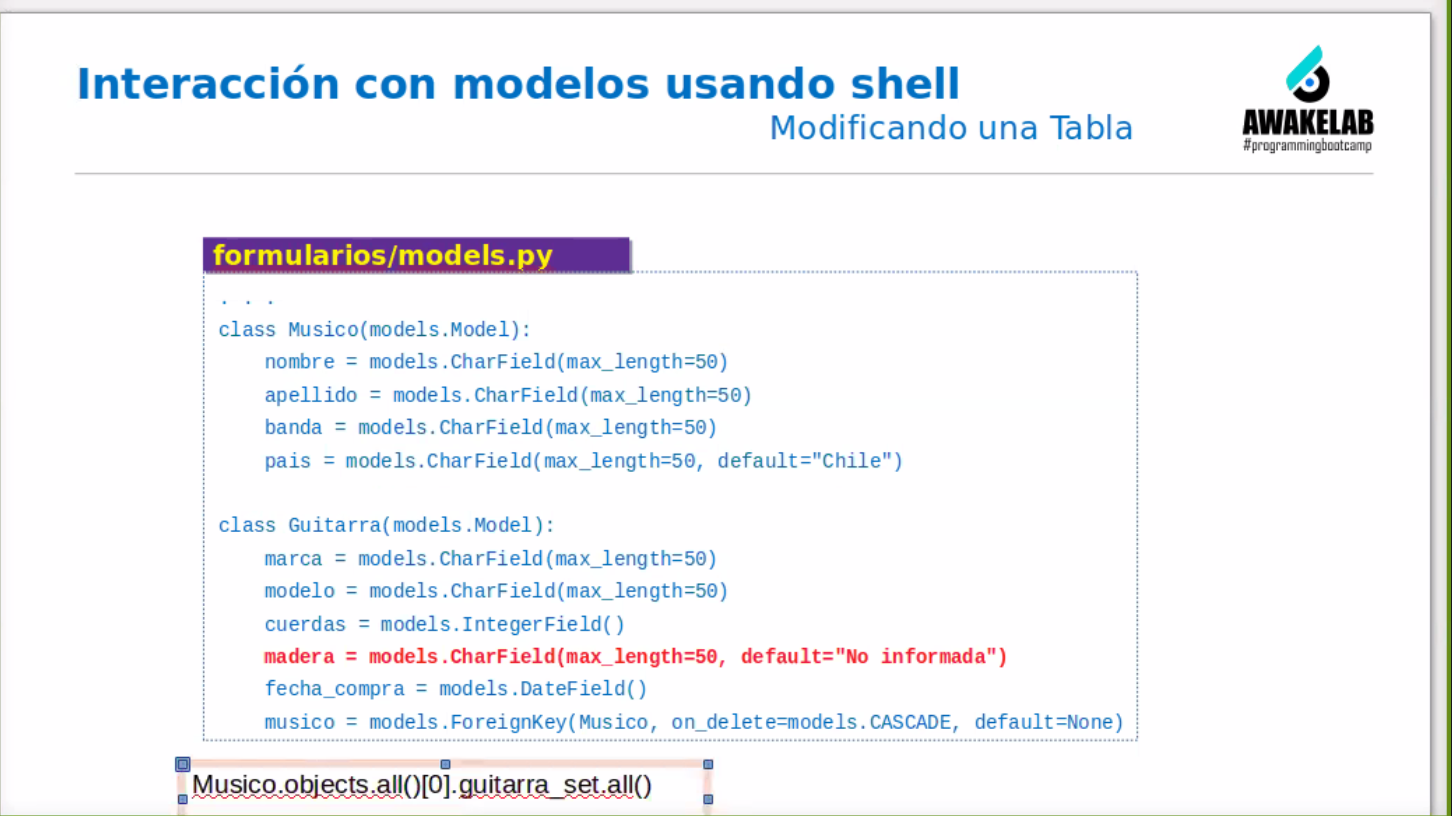 Interacción con modelos usando shell
Modificando una Tabla
AWAKELAB
#programmingbootcamp
formularios/models.py
. . .
class Musico(models.Model):
    nombre = models.CharField(max_length=50)
    apellido = models.CharField(max_length=50)
    banda = models.CharField(max_length=50)
    pais = models.CharField(max_length=50, default="Chile")
class Guitarra(models.Model):
    marca = models.CharField(max_length=50)
    modelo = models.CharField(max_length=50)
    cuerdas = models.IntegerField()
    madera = models.CharField(max_length=50, default="No informada")
    fecha_compra = models.DateField()
    musico = models.ForeignKey(Musico, on_delete=models.CASCADE, default=None)
Musico.objects.all()[0].guitarra_set.all()